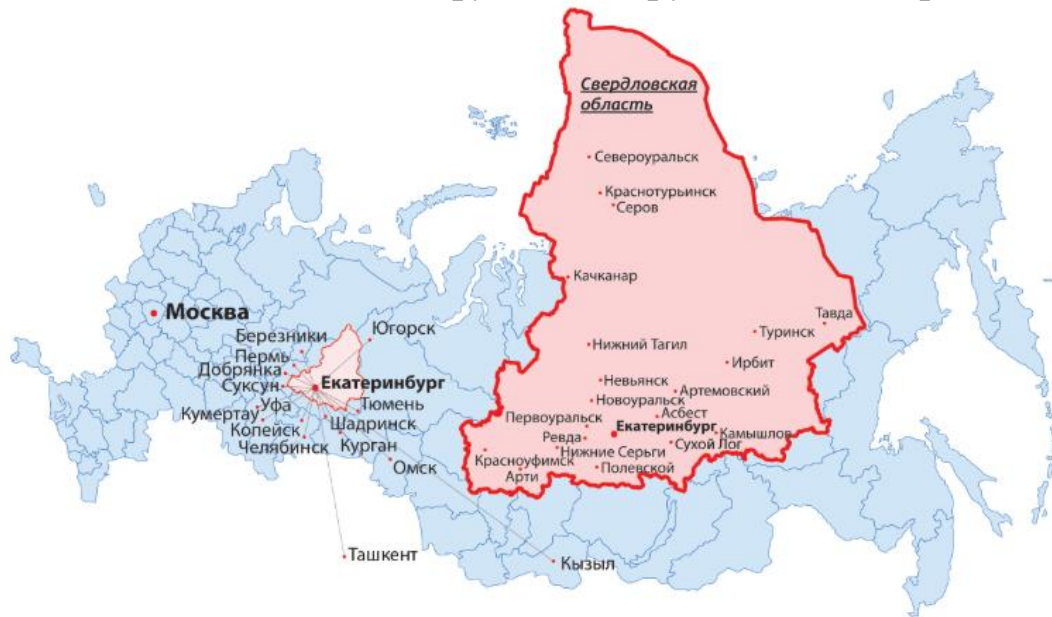 Свердловская
область
Североуральск
Краснотурьинск
Серов
Качканар
Тавда
Туринск
Нижний Тагил
Ирбит
Невьянск
Артемовский
Новоуральск
Асбест
Первоуральск
Екатеринбург
Камышлов
Ревда
Сухой Лог
Нижние Серьги
Красноуфимск
Полевской
Арти
Москва
Югорск
Березники
Пермь
Добрянка
Суксун
Екатеринбург
Уфа
Тюмень
Кумертау
Шадринск
Копейск
Челябинск
Курган
Омск
Ташкент
Кызыл